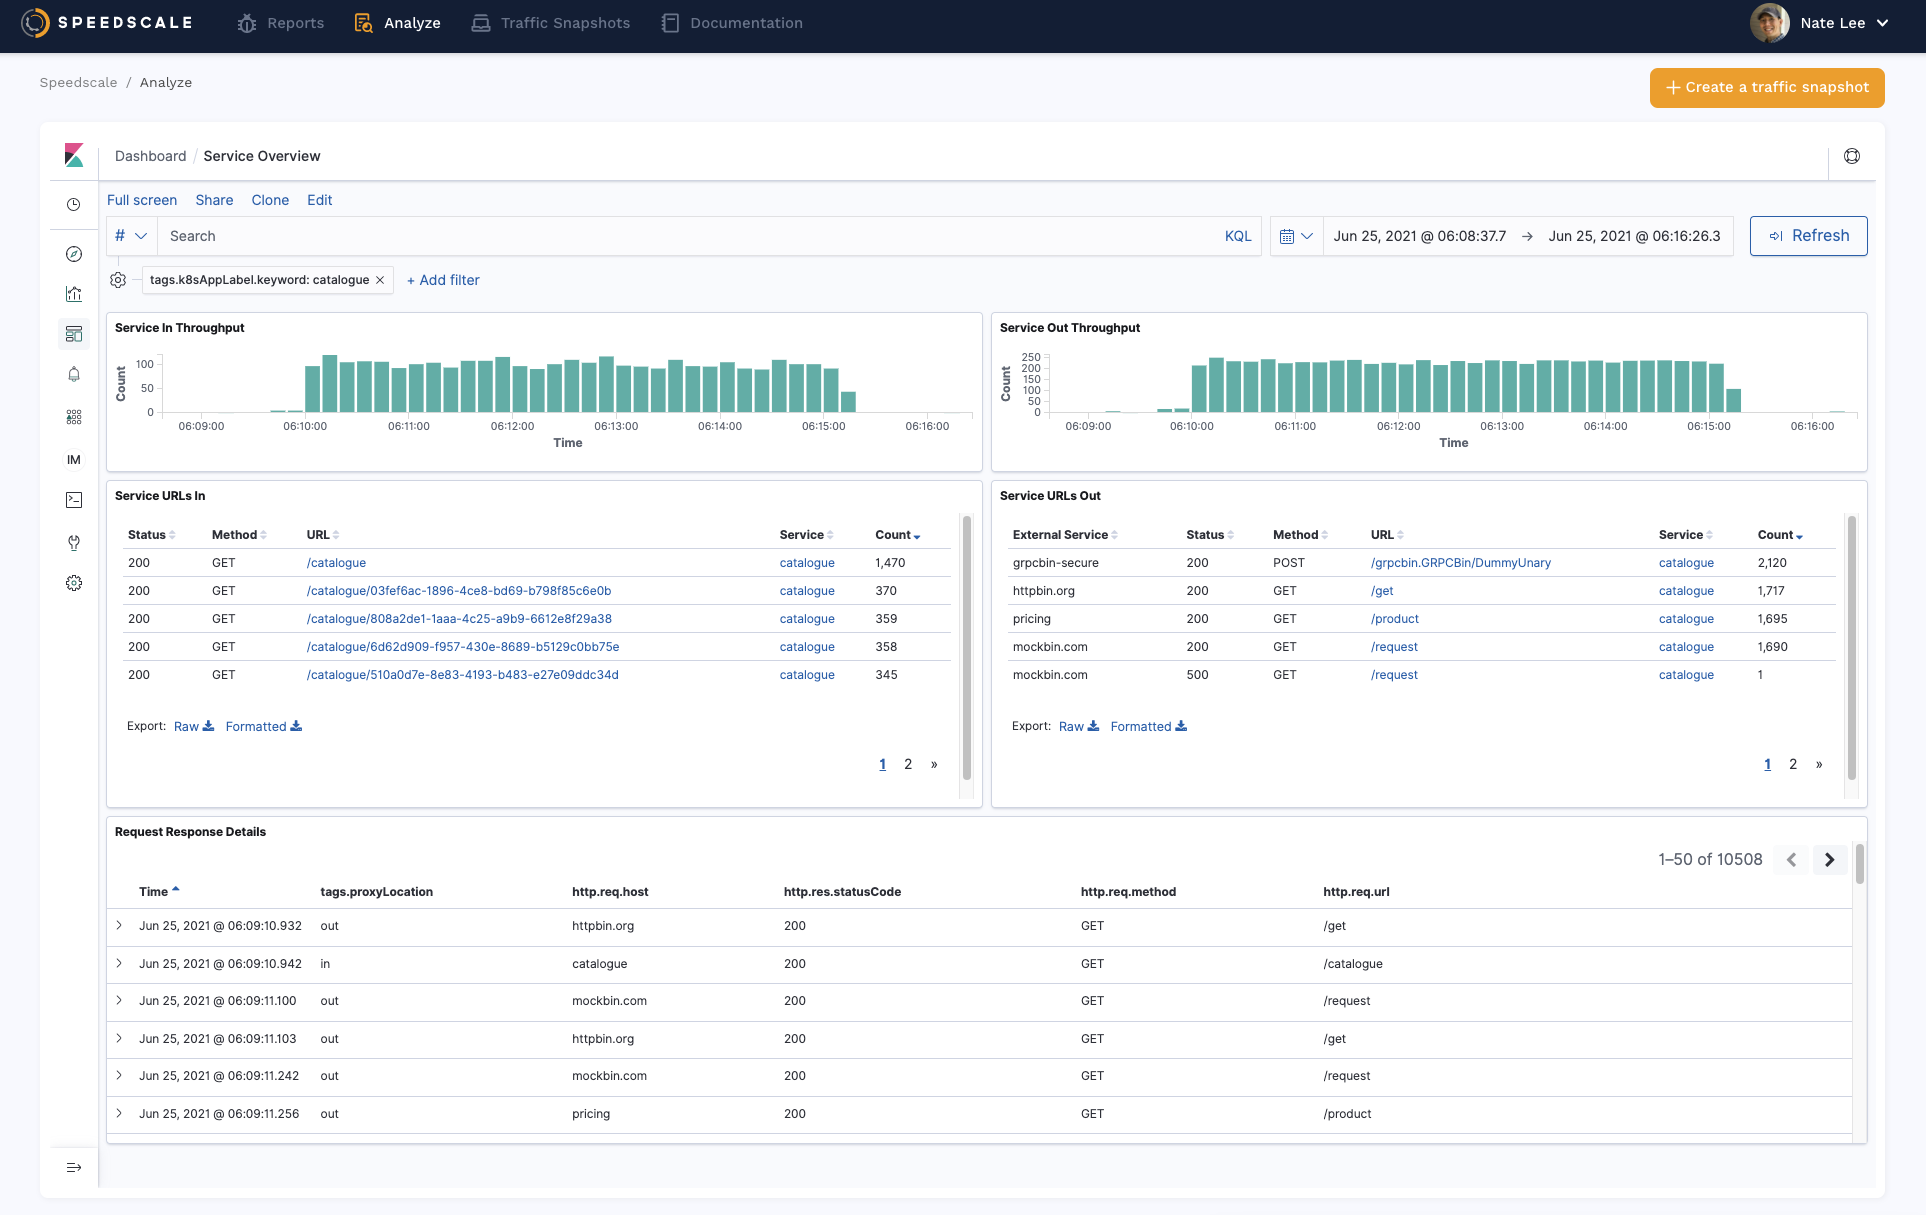 SPEEDSCALE Reports Analyze Traffic Snapshots Documentation Nate Lee
Speedscale / Analyze
+ Create a traffic snapshot
Dashboard / Service Overview
Full screen Share Clone Edit
# Search KQL Jun 25, 2021 @ 06:08:37.7 → Jun 25, 2021 @ 06:16:26.3 Refresh
tags.k8sAppLabel.keyword: catalogue × + Add filter
IM
Service In Throughput
Count
100
50
0
06:09:00 06:10:00 06:11:00 06:12:00 06:13:00 06:14:00 06:15:00 06:16:00
Time
Service Out Throughput
Count
250
200
150
100
50
0
06:09:00 06:10:00 06:11:00 06:12:00 06:13:00 06:14:00 06:15:00 06:16:00
Time
Service URLs In
Status Method URL Service Count
200 GET /catalogue catalogue 1,470
200 GET /catalogue/03fef6ac-1896-4ce8-bd69-b798f85c6e0b catalogue 370
200 GET /catalogue/808a2de1-1aaa-4c25-a9b9-6612e8f29a38 catalogue 359
200 GET /catalogue/6d62d909-f957-430e-8689-b5129c0bb75e catalogue 358
200 GET /catalogue/510a0d7e-8e83-4193-b483-e27e09ddc34d catalogue 345
Export: Raw Formatted
1 2 »
Service URLs Out
External Service Status Method URL Service Count
grpcbin-secure 200 POST /grpcbin.GRPCBin/DummyUnary catalogue 2,120
httpbin.org 200 GET /get catalogue 1,717
pricing 200 GET /product catalogue 1,695
mockbin.com 200 GET /request catalogue 1,690
mockbin.com 500 GET /request catalogue 1
Export: Raw Formatted
1 2 »
Request Response Details
1–50 of 10508
Time tags.proxyLocation http.req.host http.res.statusCode http.req.method http.req.url
Jun 25, 2021 @ 06:09:10.932 out httpbin.org 200 GET /get
Jun 25, 2021 @ 06:09:10.942 in catalogue 200 GET /catalogue
Jun 25, 2021 @ 06:09:11.100 out mockbin.com 200 GET /request
Jun 25, 2021 @ 06:09:11.103 out httpbin.org 200 GET /get
Jun 25, 2021 @ 06:09:11.242 out mockbin.com 200 GET /request
Jun 25, 2021 @ 06:09:11.256 out pricing 200 GET /product